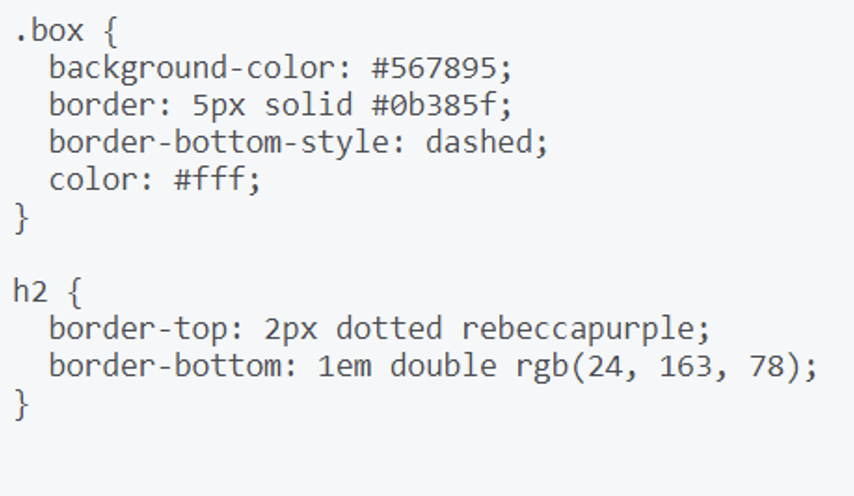 .box {
  background-color: #567895;
  border: 5px solid #0b385f;
  border-bottom-style: dashed;
  color: #fff;
}

h2 {
  border-top: 2px dotted rebeccapurple;
  border-bottom: 1em double rgb(24, 163, 78);
}